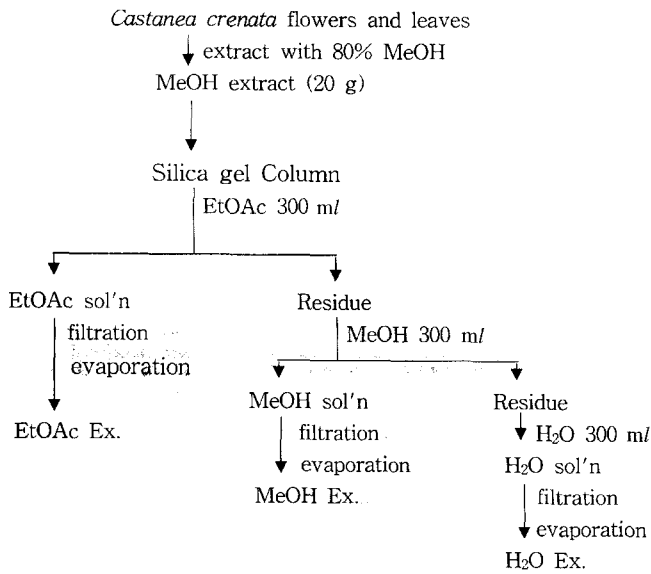 Castanea crenata flowers and leaves
extract with 80% MeOH
MeOH extract (20 g)
Silica gel Column
EtOAc 300 ml
EtOAc sol'n
filtration
evaporation
EtOAc Ex.
Residue
MeOH 300 ml
MeOH sol'n
filtration
evaporation
MeOH Ex.
Residue
H₂O 300 ml
H₂O sol'n
filtration
evaporation
H₂O Ex.